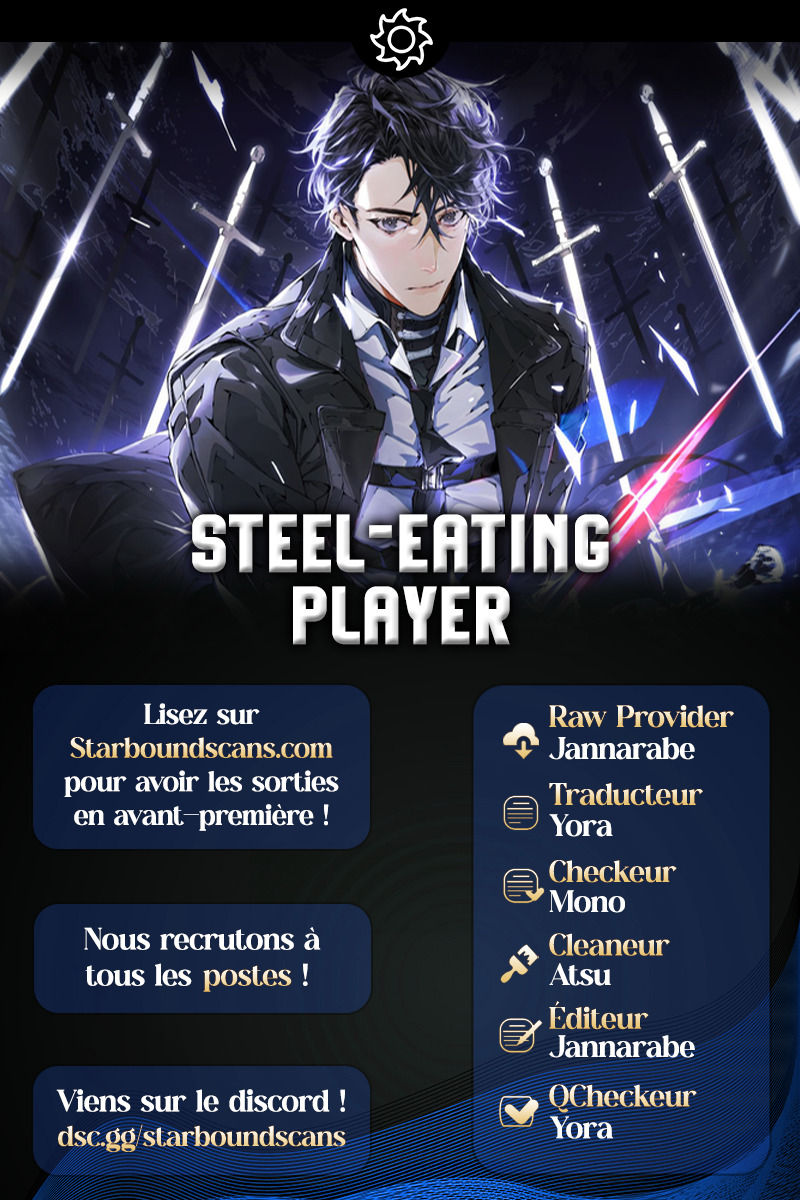 STEEL-EATING
PLAYER
Lisez sur
Starboundscans.com
pour avoir les sorties
en avant-première !
Nous recrutons à
tous les postes !
Viens sur le discord !
dsc.gg/starboundscans
Raw Provider
Jannarabe
Traducteur
Yora
Checkeur
Mono
Cleaneur
Atsu
Éditeur
Jannarabe
QCheckeur
Yora